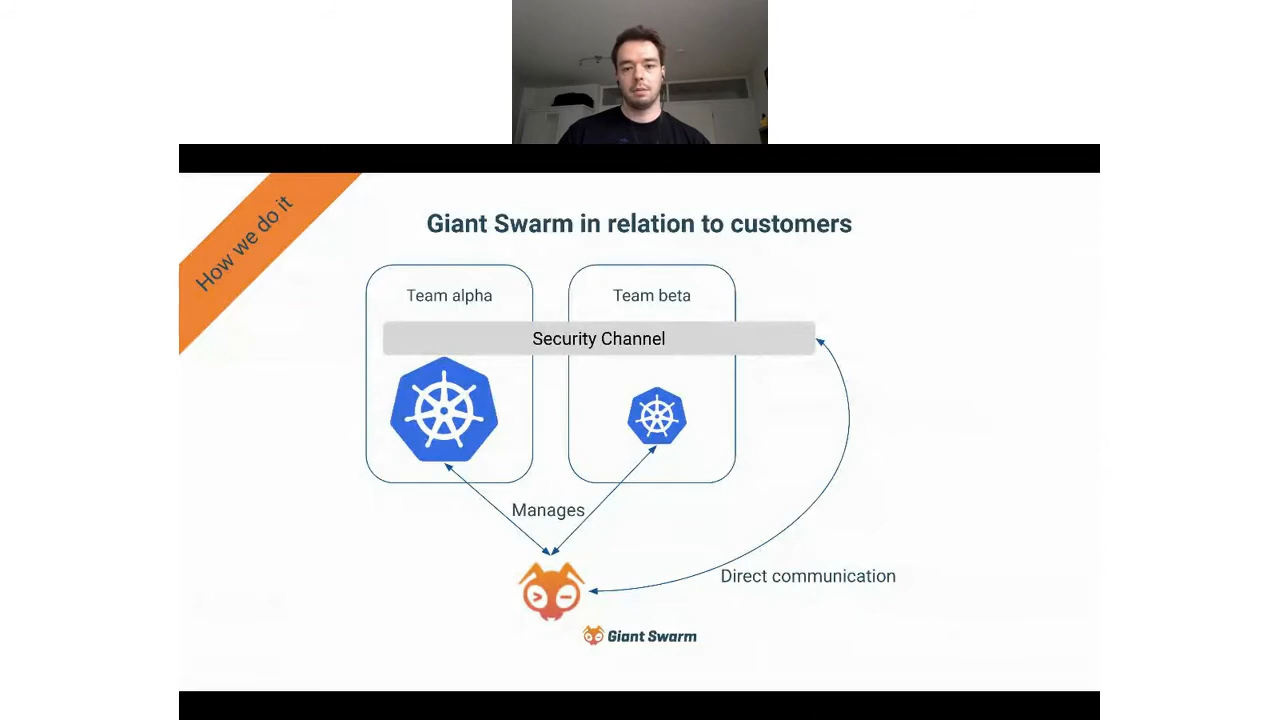 How we do it
Giant Swarm in relation to customers
Team alpha
Team beta
Security Channel
Manages
Direct communication
Giant Swarm